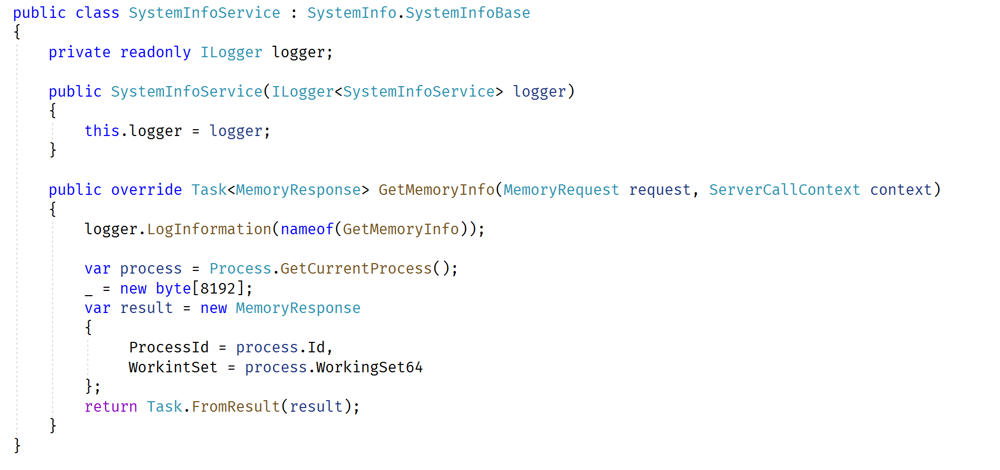 public class SystemInfoService : SystemInfo.SystemInfoBase
{
    private readonly ILogger logger;

    public SystemInfoService(ILogger<SystemInfoService> logger)
    {
        this.logger = logger;
    }

    public override Task<MemoryResponse> GetMemoryInfo(MemoryRequest request, ServerCallContext context)
    {
        logger.LogInformation(nameof(GetMemoryInfo));

        var process = Process.GetCurrentProcess();
        _ = new byte[8192];
        var result = new MemoryResponse
        {
             ProcessId = process.Id,
             WorkintSet = process.WorkingSet64
        };
        return Task.FromResult(result);
    }
}